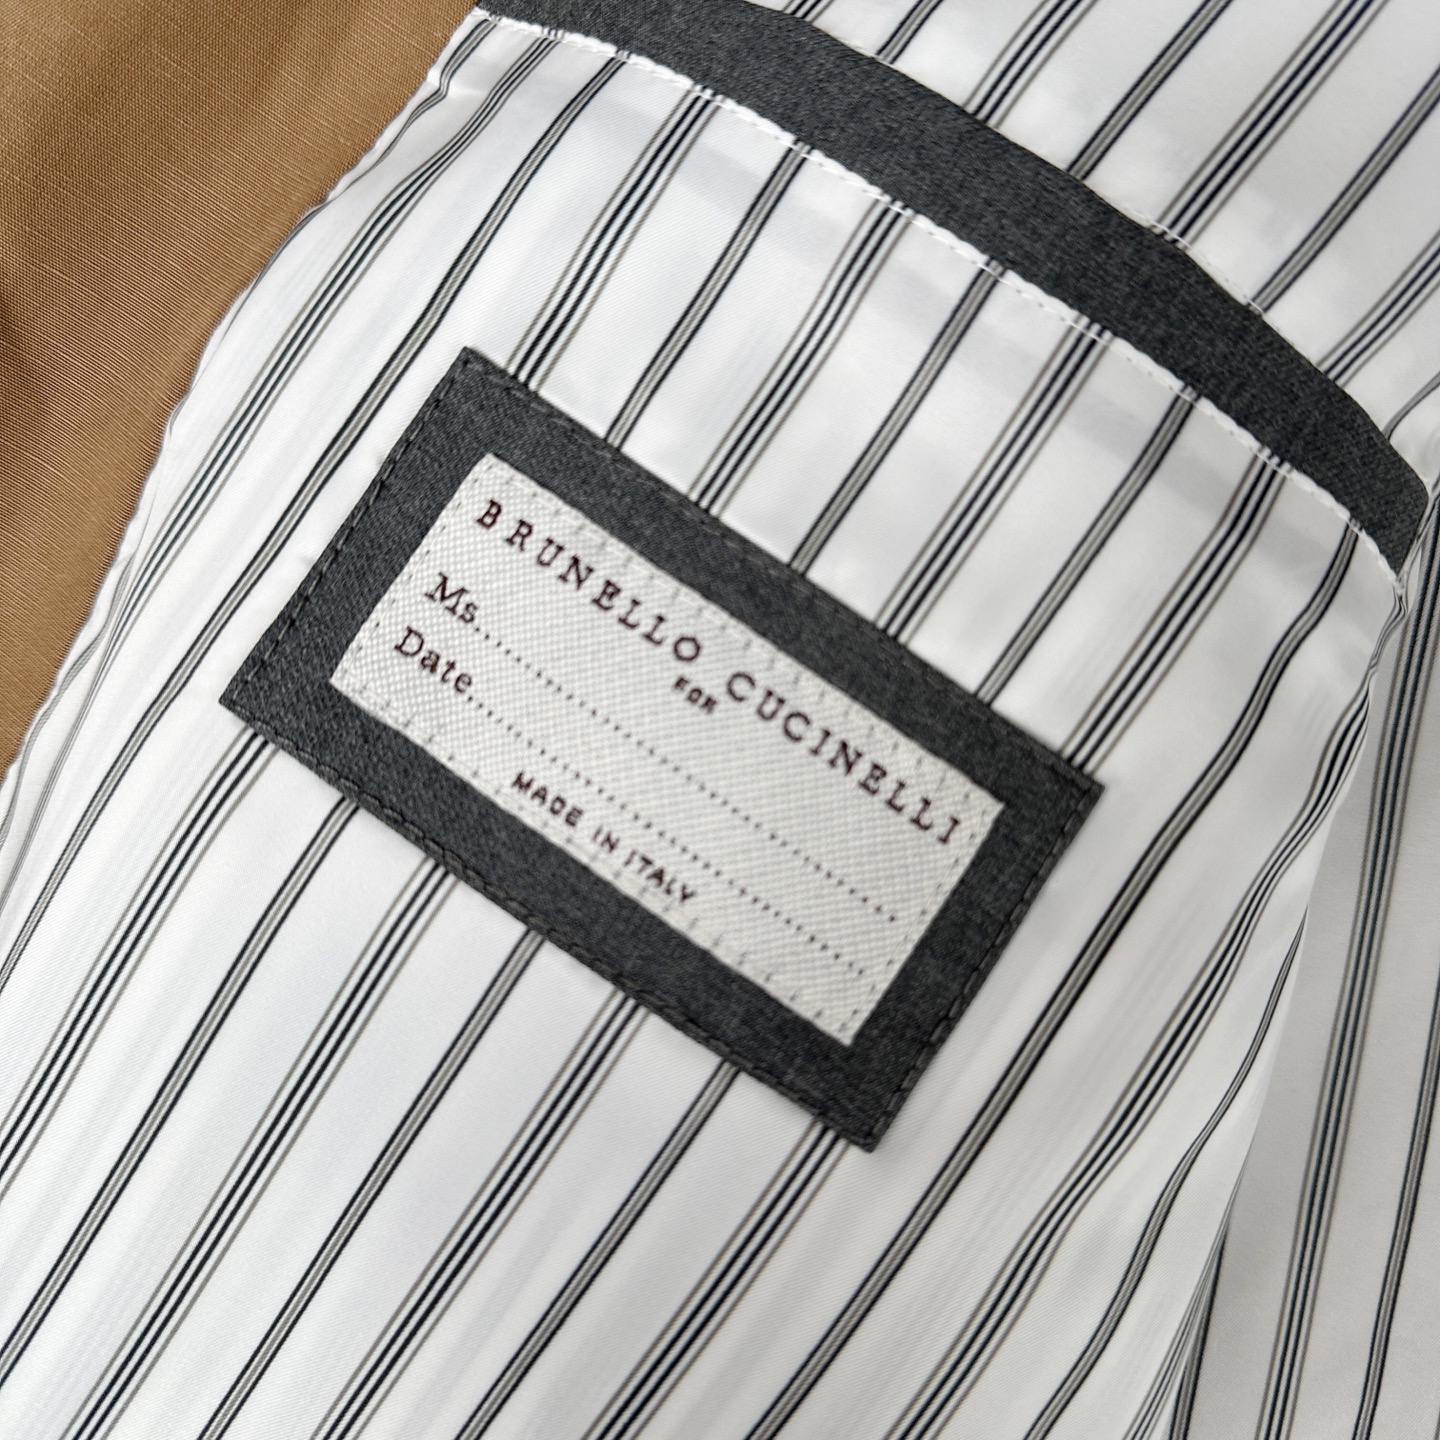 BRUNELLO CUCINELLI
FOR
Ms.......................................
Date.......................................
MADE IN ITALY